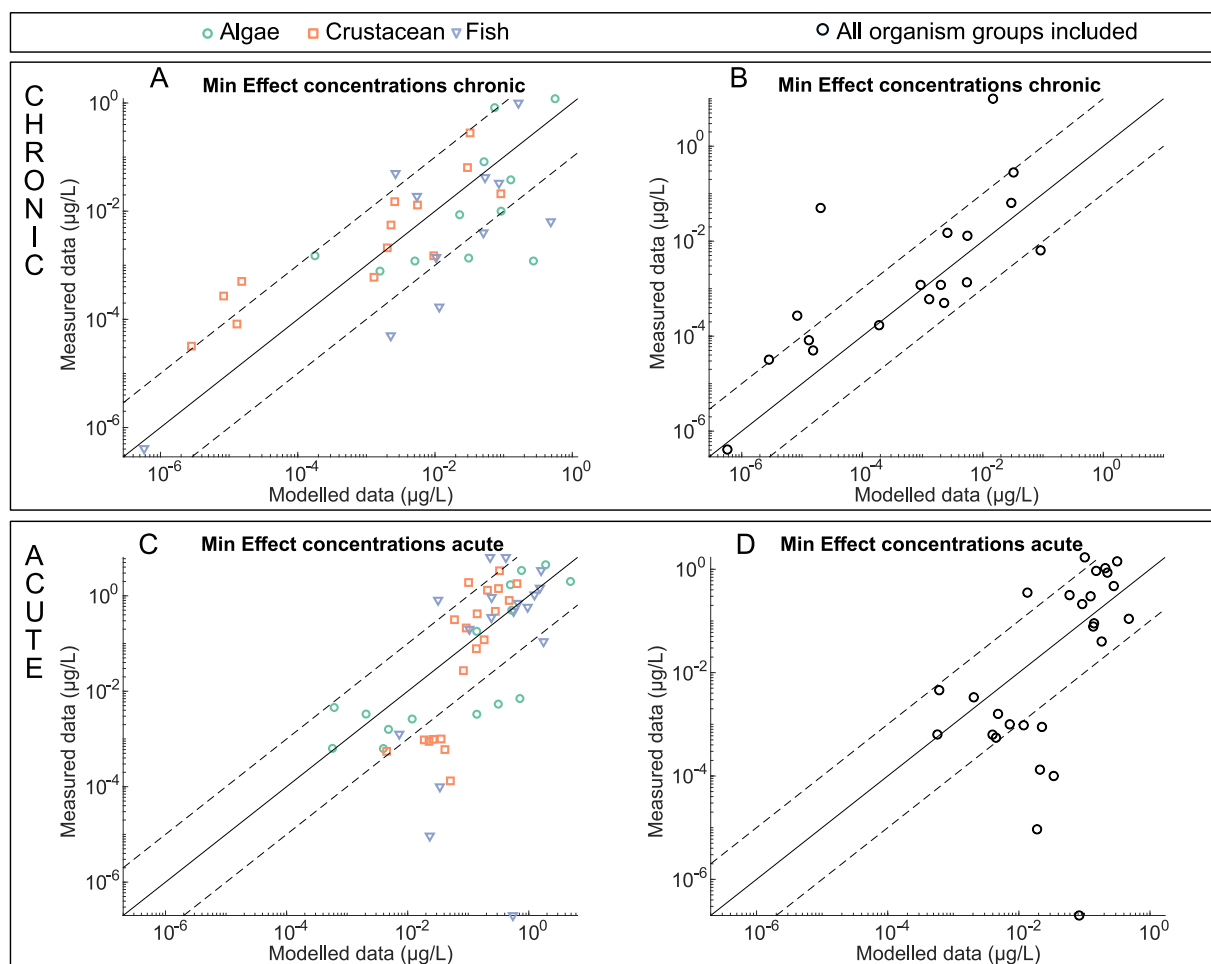 Algae Crustacean Fish All organism groups included
CHRONIC
A Min Effect concentrations chronic
Measured data (µg/L)
10^0
10^-2
10^-4
10^-6
10^-6 10^-4 10^-2 10^0
Modelled data (µg/L)
B Min Effect concentrations chronic
Measured data (µg/L)
10^0
10^-2
10^-4
10^-6
10^-6 10^-4 10^-2 10^0
Modelled data (µg/L)
ACUTE
C Min Effect concentrations acute
Measured data (µg/L)
10^0
10^-2
10^-4
10^-6
10^-6 10^-4 10^-2 10^0
Modelled data (µg/L)
D Min Effect concentrations acute
Measured data (µg/L)
10^0
10^-2
10^-4
10^-6
10^-6 10^-4 10^-2 10^0
Modelled data (µg/L)